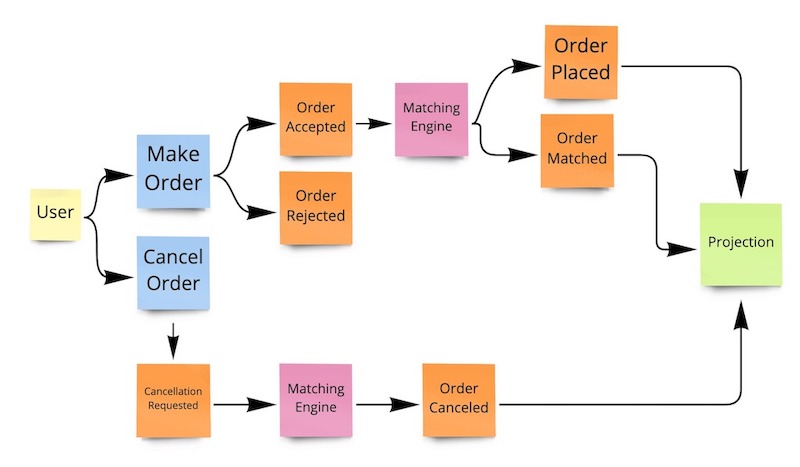 Order
Placed
Order
Accepted
Matching
Engine
Order
Matched
Make
Order
Order
Rejected
User
Cancel
Order
Projection
Cancellation
Requested
Matching
Engine
Order
Canceled